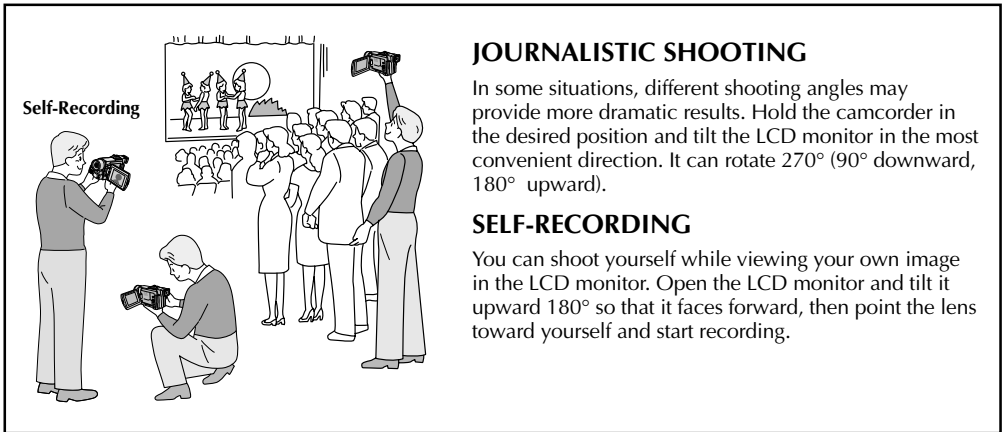 Self-Recording
JOURNALISTIC SHOOTING
In some situations, different shooting angles may
provide more dramatic results. Hold the camcorder in
the desired position and tilt the LCD monitor in the most
convenient direction. It can rotate 270° (90° downward,
180° upward).
SELF-RECORDING
You can shoot yourself while viewing your own image
in the LCD monitor. Open the LCD monitor and tilt it
upward 180° so that it faces forward, then point the lens
toward yourself and start recording.